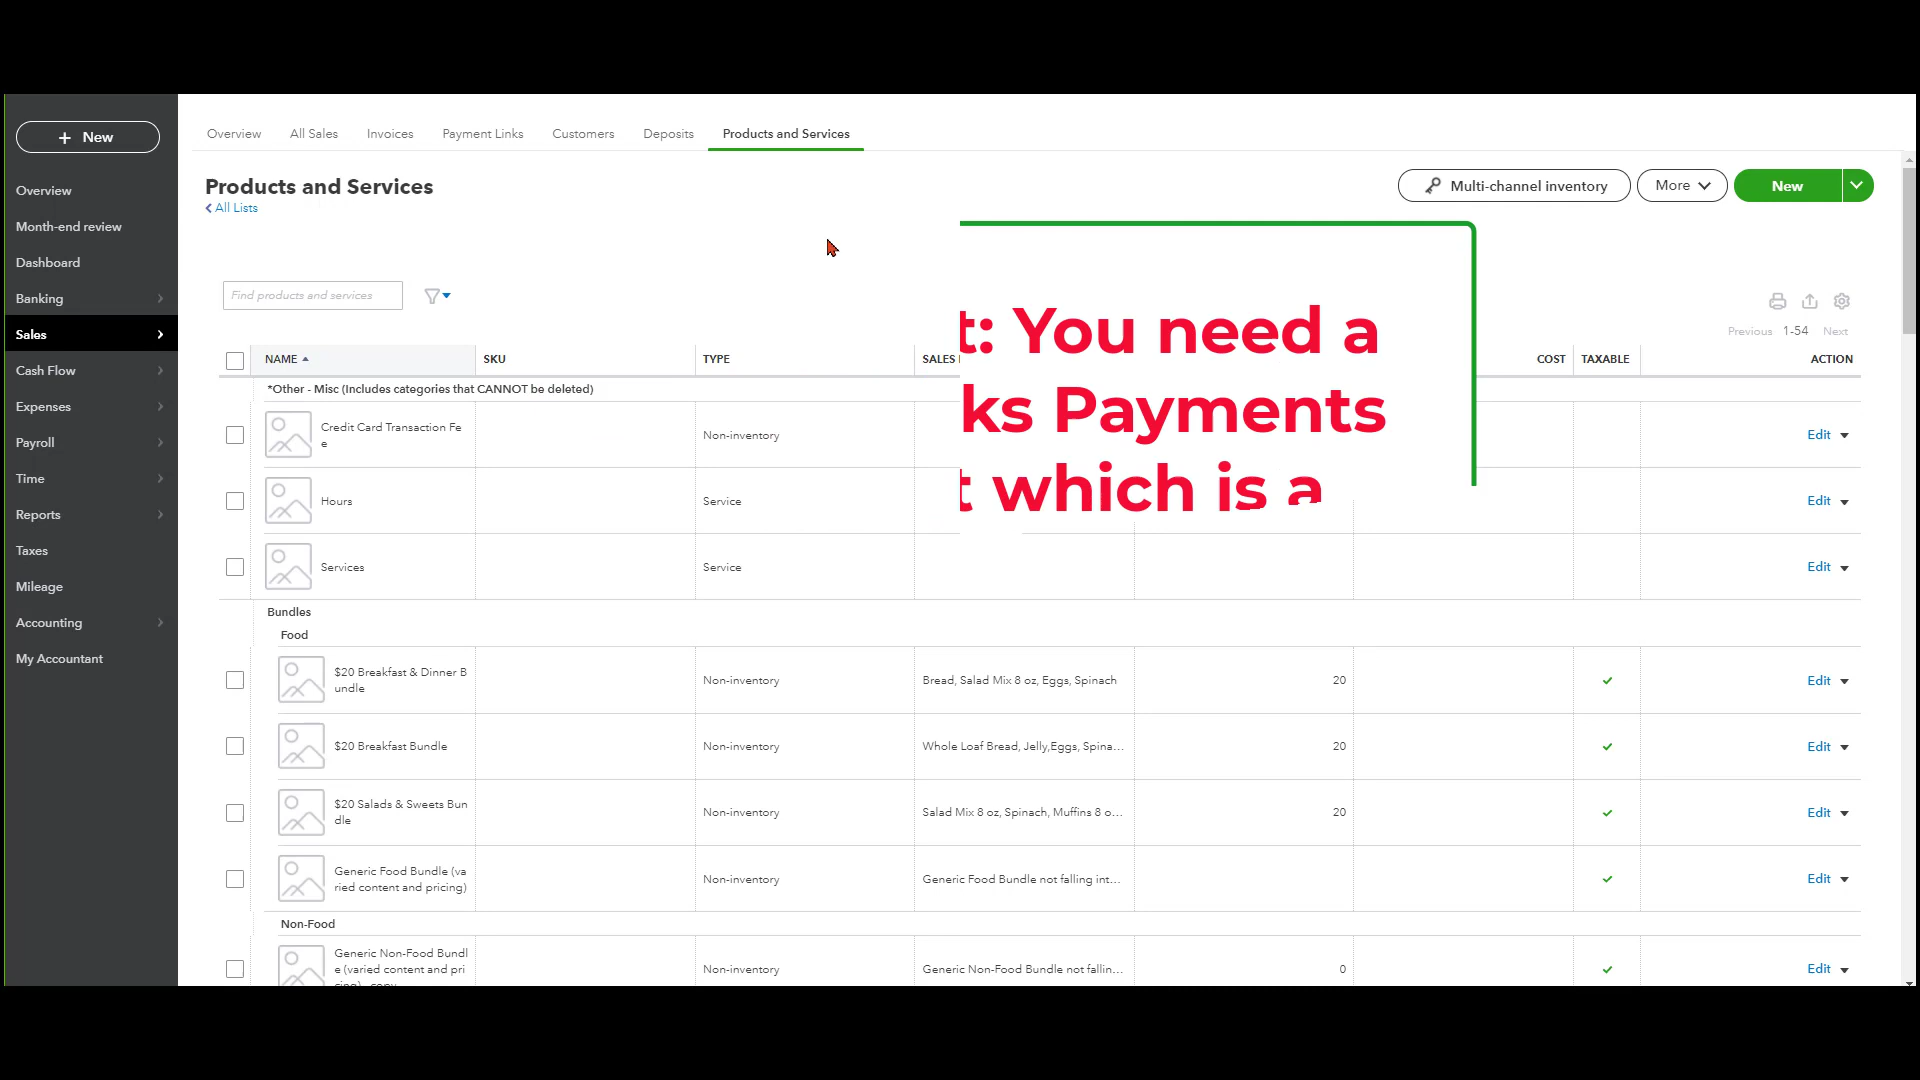 + New
Overview
Month-end review
Dashboard
Banking
Sales
Cash Flow
Expenses
Payroll
Time
Reports
Taxes
Mileage
Accounting
My Accountant
Overview All Sales Invoices Payment Links Customers Deposits Products and Services
Products and Services
All Lists
Multi-channel inventory More New
t: You need a
ks Payments
t which is a
Find products and services
Previous 1-54 Next
NAME SKU TYPE SALES COST TAXABLE ACTION
*Other - Misc (Includes categories that CANNOT be deleted)
Credit Card Transaction Fe
e
Non-inventory Edit
Hours Service Edit
Services Service Edit
Bundles
Food
$20 Breakfast & Dinner B
undle
Non-inventory Bread, Salad Mix 8 oz, Eggs, Spinach 20 Edit
$20 Breakfast Bundle Non-inventory Whole Loaf Bread, Jelly,Eggs, Spina... 20 Edit
$20 Salads & Sweets Bun
dle
Non-inventory Salad Mix 8 oz, Spinach, Muffins 8 o... 20 Edit
Generic Food Bundle (va
ried content and pricing)
Non-inventory Generic Food Bundle not falling int... Edit
Non-Food
Generic Non-Food Bundl
e (varied content and pri
cing) - copy
Non-inventory Generic Non-Food Bundle not fallin... 0 Edit